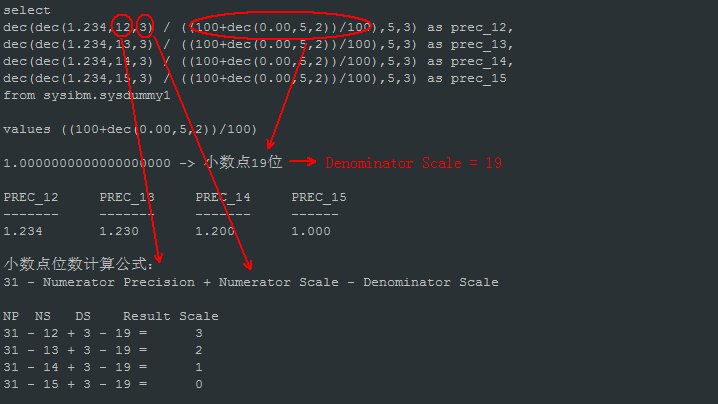 select
dec(dec(1.234,12,3) / ((100+dec(0.00,5,2))/100),5,3) as prec_12,
dec(dec(1.234,13,3) / ((100+dec(0.00,5,2))/100),5,3) as prec_13,
dec(dec(1.234,14,3) / ((100+dec(0.00,5,2))/100),5,3) as prec_14,
dec(dec(1.234,15,3) / ((100+dec(0.00,5,2))/100),5,3) as prec_15
from sysibm.sysdummy1
values ((100+dec(0.00,5,2))/100)
1.0000000000000000000 -> 小数点19位 Denominator Scale = 19
PREC_12 PREC_13 PREC_14 PREC_15
------- ------- ------- -------
1.234 1.230 1.200 1.000
小数点位数计算公式：
31 - Numerator Precision + Numerator Scale - Denominator Scale
NP NS DS Result Scale
31 - 12 + 3 - 19 = 3
31 - 13 + 3 - 19 = 2
31 - 14 + 3 - 19 = 1
31 - 15 + 3 - 19 = 0